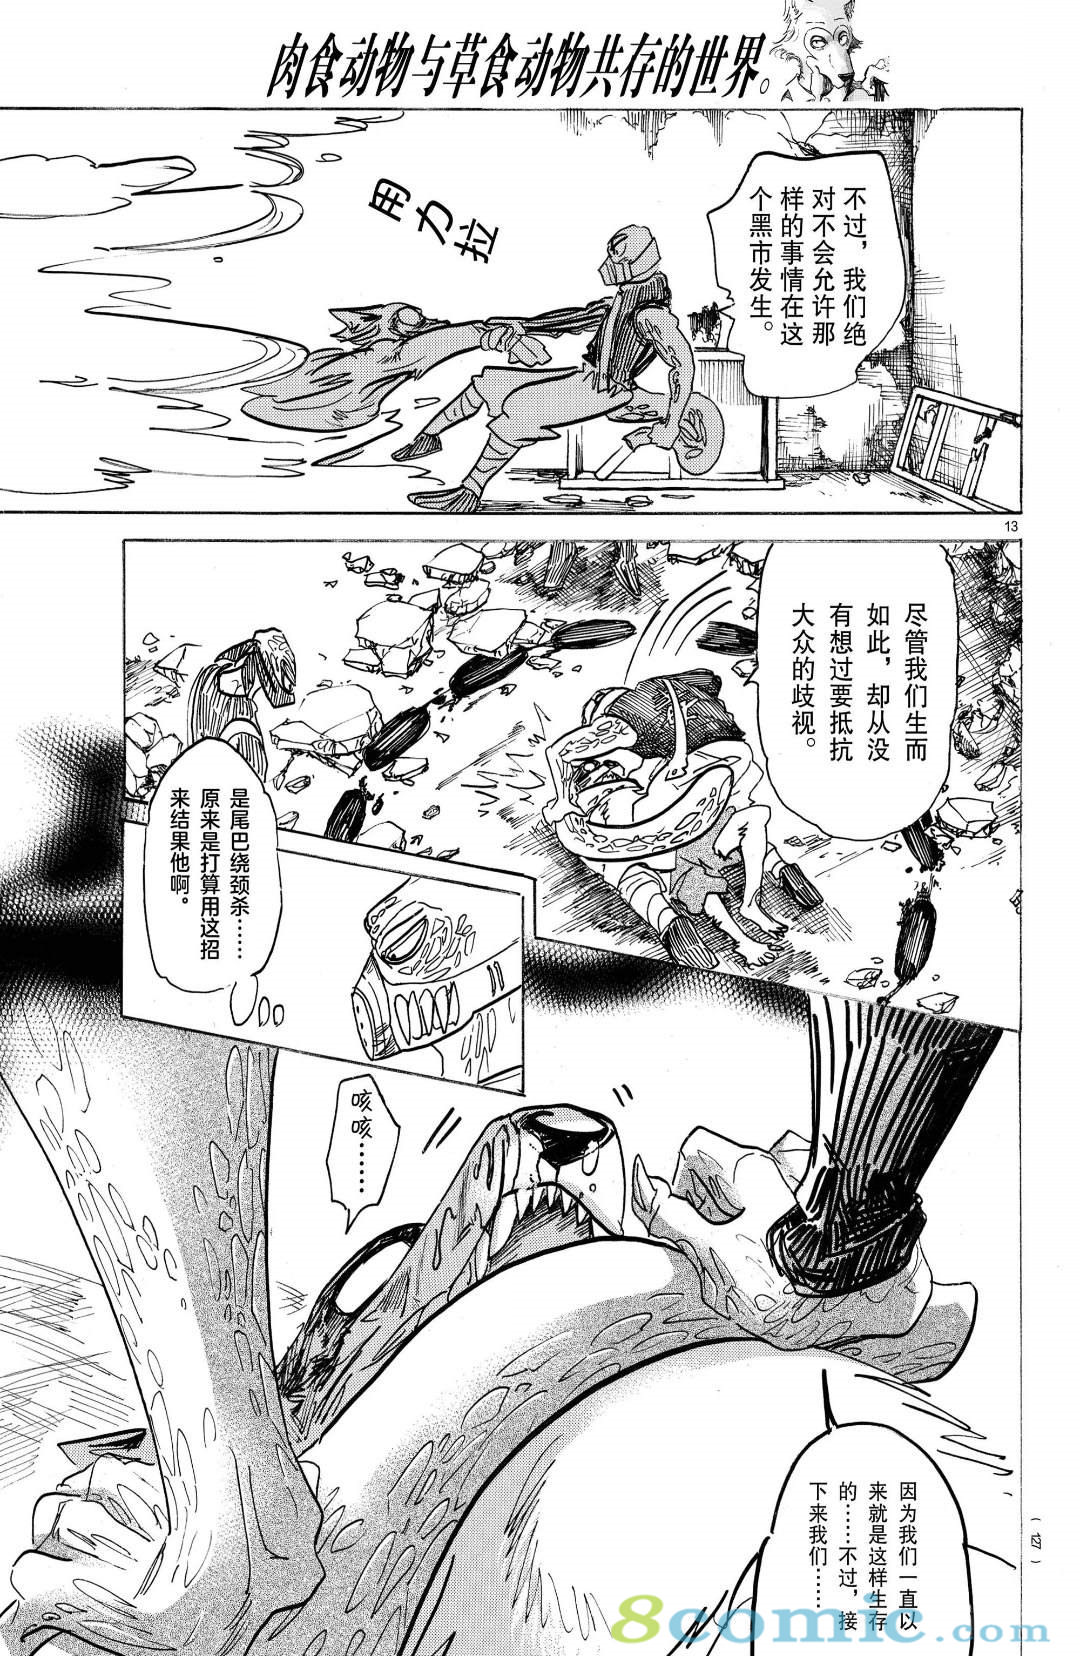 肉食动物与草食动物共存的世界。
不过，我们绝
对不会允许那
样的事情在这
个黑市发生。
用力拉
13
尽管我们生而
如此，却从没
有想过要抵抗
大众的歧视。
是尾巴绕颈杀……
原来是打算用这招
来结果他啊。
咳
咳……
因为我们一直以
来就是这样生存
的……不过，接
下来我们……
( 127 )
8comic.com